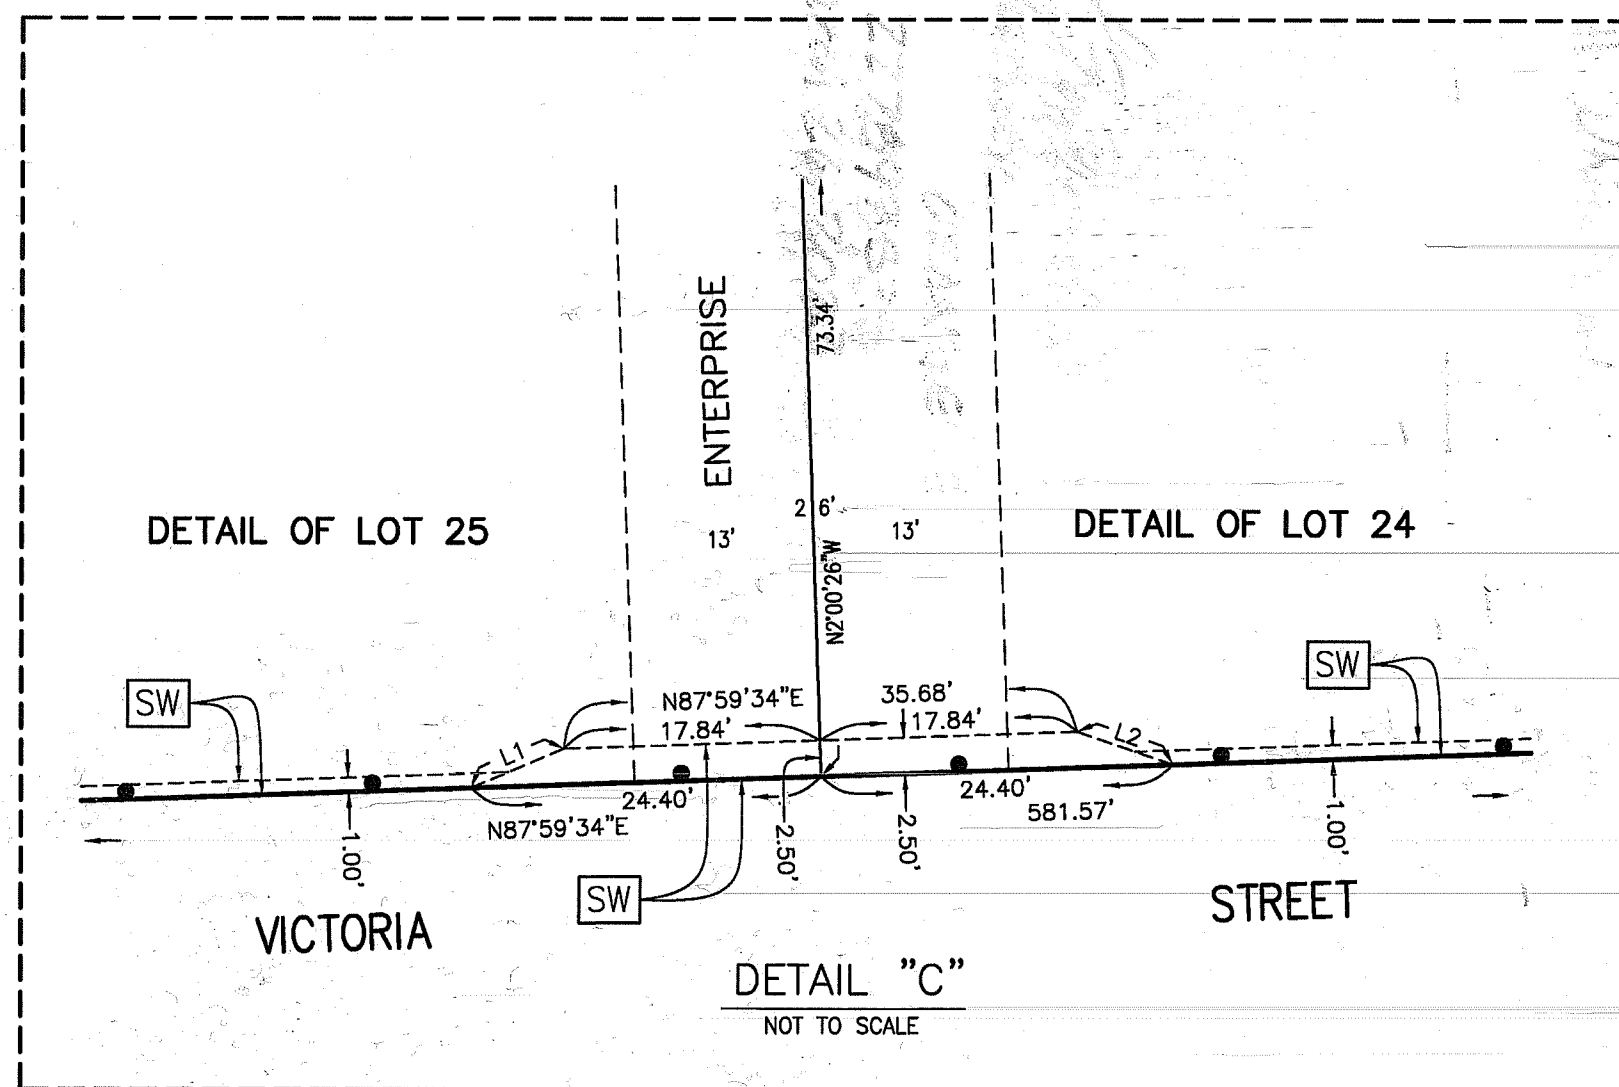 ENTERPRISE
73.34'
26'
13'
13'
N2°00'26"W
DETAIL OF LOT 25
DETAIL OF LOT 24
SW
SW
N87°59'34"E
35.68'
17.84'
17.84'
L1
L2
24.40'
24.40'
N87°59'34"E
581.57'
1.00'
2.50'
2.50'
1.00'
SW
VICTORIA
STREET
DETAIL "C"
NOT TO SCALE